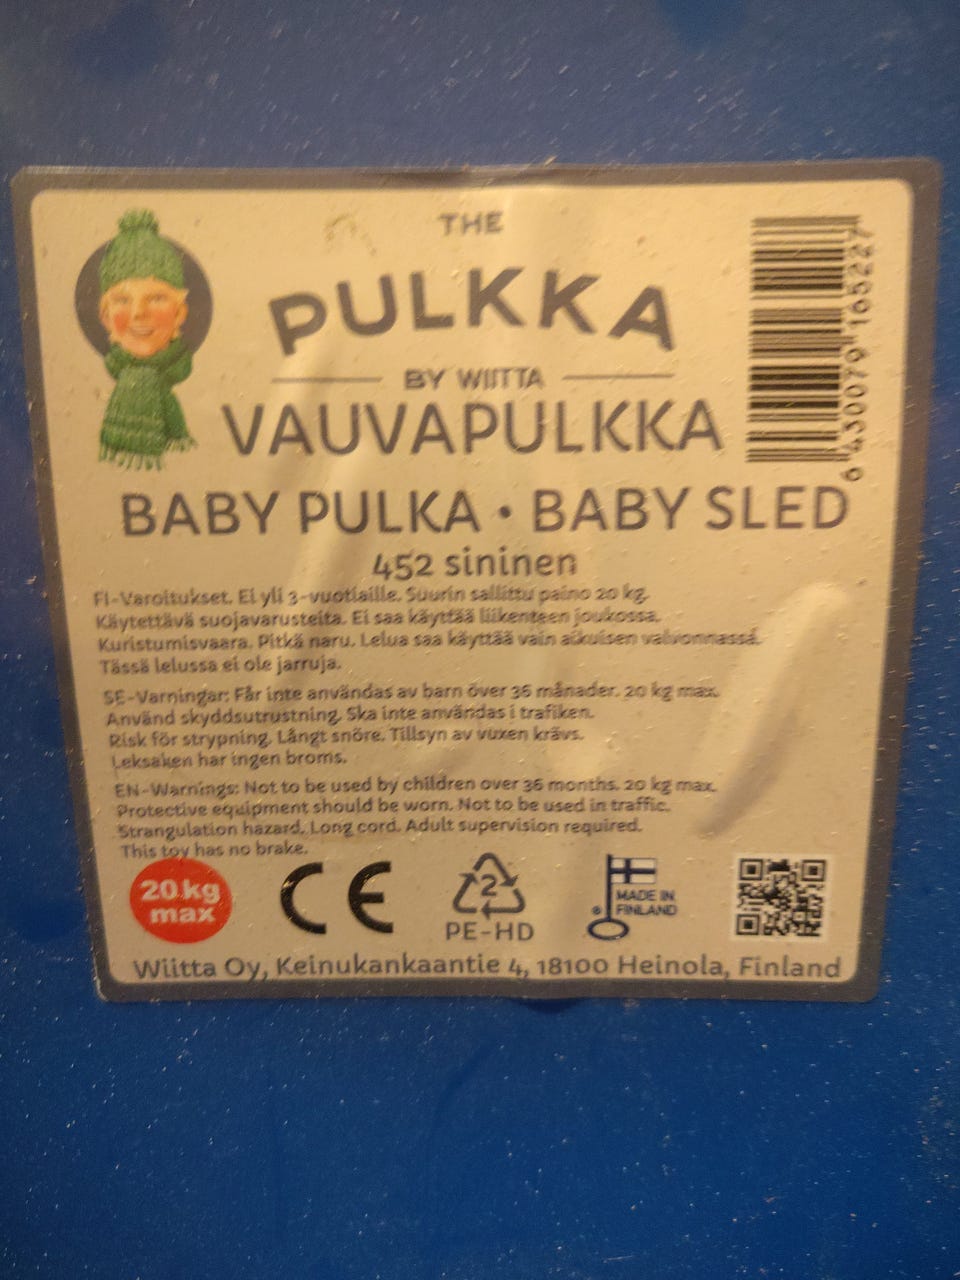 THE
PULKKA
BY WIITTA
VAUVAPULKKA
BABY PULKA • BABY SLED
452 sininen
6 430079 165227
FI-Varoitukset. Ei yli 3-vuotiaille. Suurin sallittu paino 20 kg.
Käytettävä suojavarusteita. Ei saa käyttää liikenteen joukossa.
Kuristumisvaara. Pitkä naru. Lelua saa käyttää vain aikuisen valvonnassa.
Tässä lelussa ei ole jarruja.
SE-Varningar: Får inte användas av barn över 36 månader. 20 kg max.
Använd skyddsutrustning. Ska inte användas i trafiken.
Risk för strypning. Långt snöre. Tillsyn av vuxen krävs.
Leksaken har ingen broms.
EN-Warnings: Not to be used by children over 36 months. 20 kg max.
Protective equipment should be worn. Not to be used in traffic.
Strangulation hazard. Long cord. Adult supervision required.
This toy has no brake.
20 kg
max
CE
2
PE-HD
MADE IN
FINLAND
Wiitta Oy, Keinukankaantie 4, 18100 Heinola, Finland